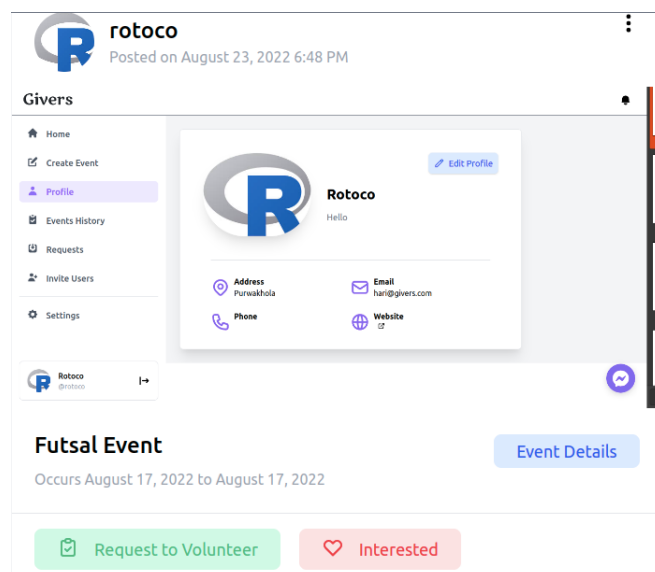 rotoco
Posted on August 23, 2022 6:48 PM
Givers
Home
Create Event
Profile
Events History
Requests
Invite Users
Settings
Rotoco
@rotoco
R
Edit Profile
Rotoco
Hello
Address
Purwakhola
Email
hari@givers.com
Phone
Website
Futsal Event
Event Details
Occurs August 17, 2022 to August 17, 2022
Request to Volunteer
Interested